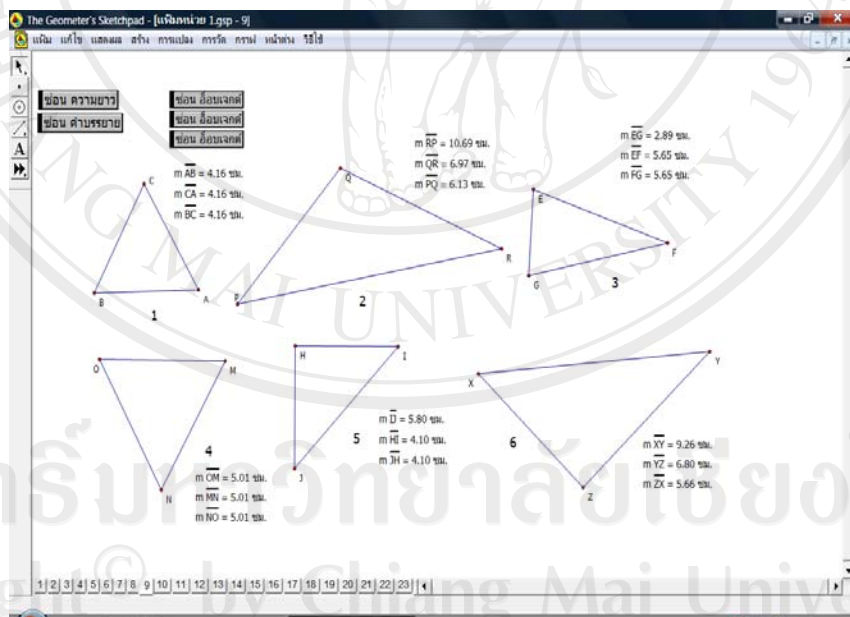 The Geometer's Sketchpad - [แฟ้มหน่วย 1.gsp - 9]
แฟ้ม แก้ไข แสดงผล สร้าง การแปลง การวัด กราฟ หน้าต่าง วิธีใช้
ซ่อน ความยาว
ซ่อน อ็อบเจกต์
ซ่อน คำบรรยาย
ซ่อน อ็อบเจกต์
ซ่อน อ็อบเจกต์
m AB = 4.16 ซม.
m CA = 4.16 ซม.
m BC = 4.16 ซม.
C
B
A
1
m RP = 10.69 ซม.
m QR = 6.97 ซม.
m PQ = 6.13 ซม.
Q
R
P
2
m EG = 2.89 ซม.
m EF = 5.65 ซม.
m FG = 5.65 ซม.
E
F
G
3
O
M
N
4
m OM = 5.01 ซม.
m MN = 5.01 ซม.
m NO = 5.01 ซม.
H
I
J
5
m IJ = 5.80 ซม.
m HI = 4.10 ซม.
m JH = 4.10 ซม.
X
Y
Z
6
m XY = 9.26 ซม.
m YZ = 6.80 ซม.
m ZX = 5.66 ซม.
1 2 3 4 5 6 7 8 9 10 11 12 13 14 15 16 17 18 19 20 21 22 23
MAI UNIVERSITY 19
by Chiang Mai Unive